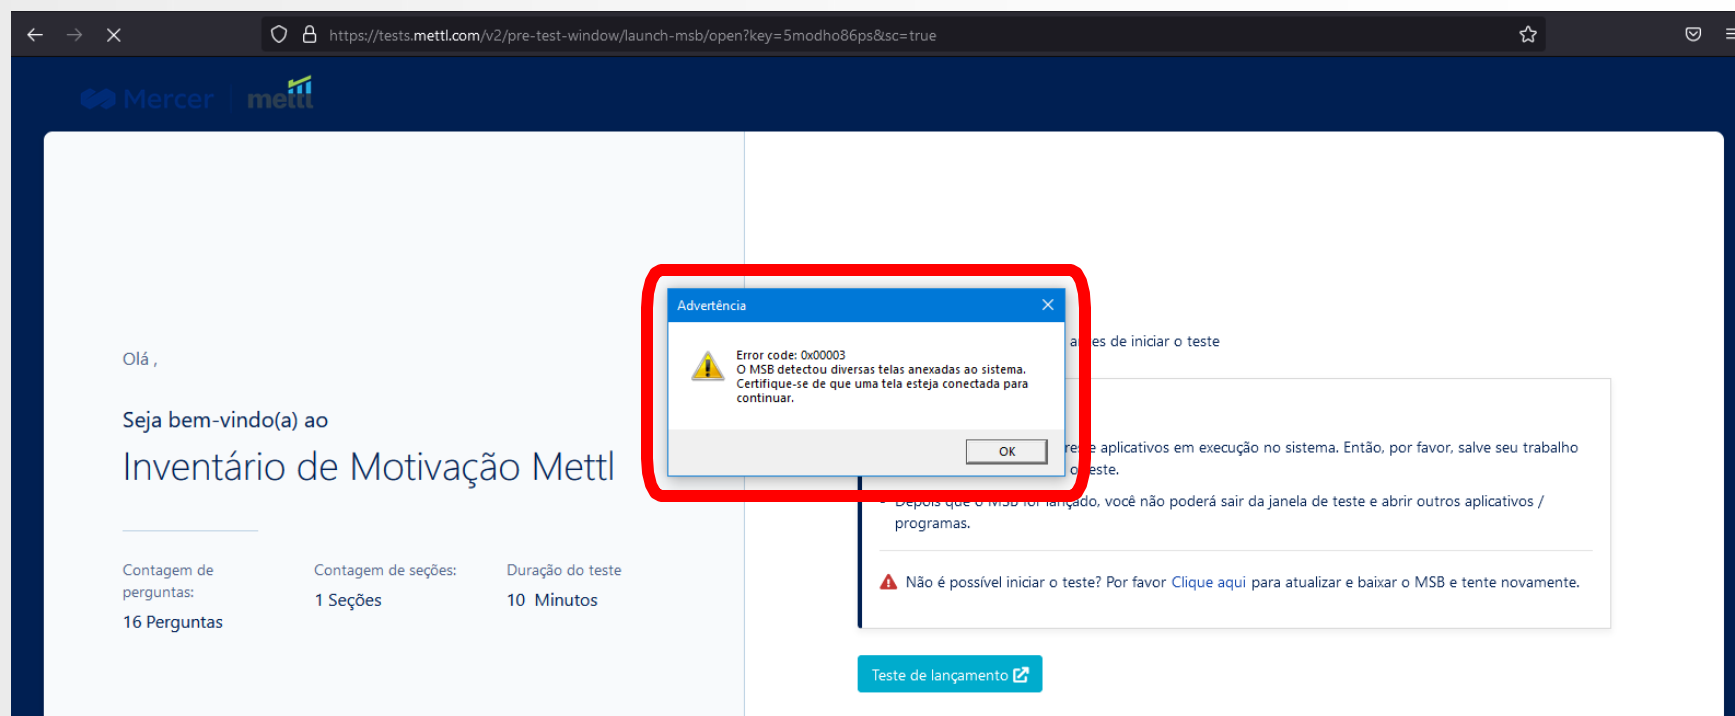 https://tests.mettl.com/v2/pre-test-window/launch-msb/open?key=5modho86ps&sc=true
Mercer mettl
Olá ,
Seja bem-vindo(a) ao
Inventário de Motivação Mettl
Contagem de
perguntas:
16 Perguntas
Contagem de seções:
1 Seções
Duração do teste
10 Minutos
Advertência
Error code: 0x00003
O MSB detectou diversas telas anexadas ao sistema.
Certifique-se de que uma tela esteja conectada para
continuar.
OK
de iniciar o teste
aplicativos em execução no sistema. Então, por favor, salve seu trabalho
Depois que o MSB for lançado, você não poderá sair da janela de teste e abrir outros aplicativos /
programas.
Não é possível iniciar o teste? Por favor Clique aqui para atualizar e baixar o MSB e tente novamente.
Teste de lançamento